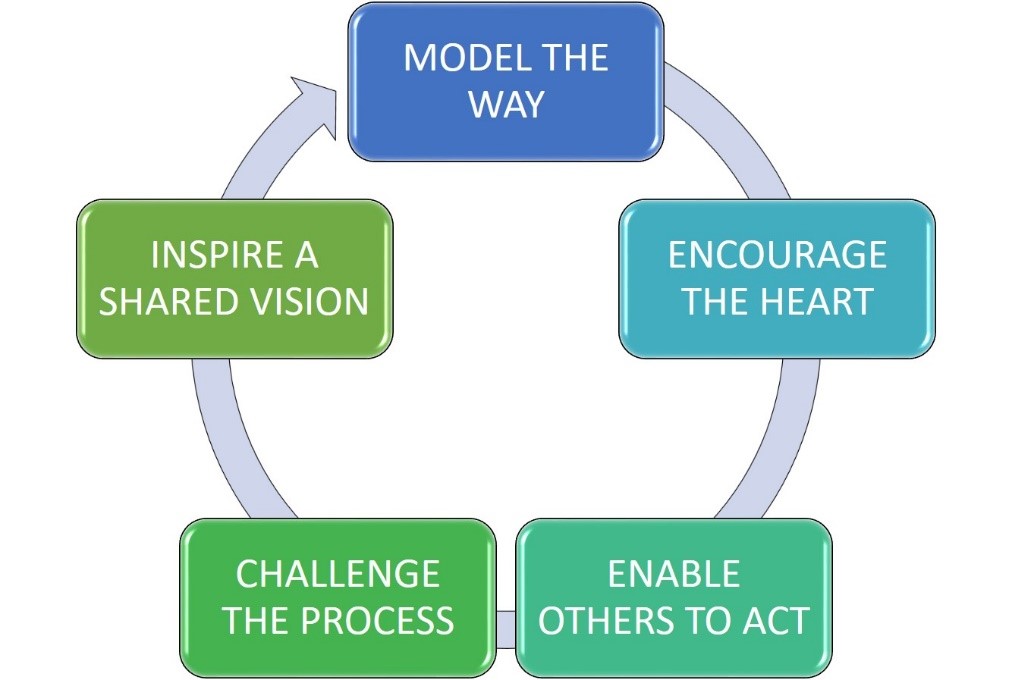 MODEL THE
WAY
ENCOURAGE
THE HEART
ENABLE
OTHERS TO ACT
CHALLENGE
THE PROCESS
INSPIRE A
SHARED VISION